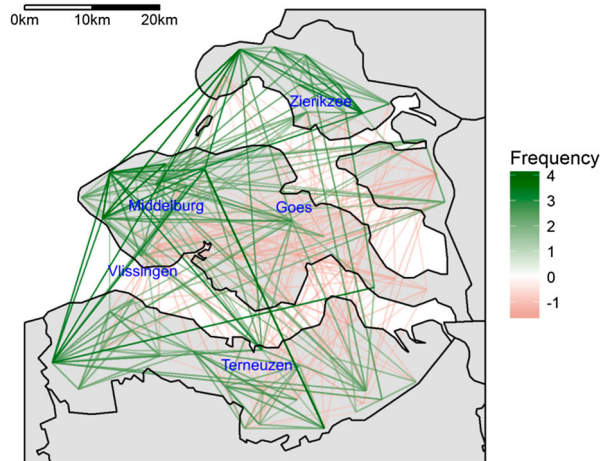 0km 10km 20km
Zierikzee
Middelburg
Goes
Vlissingen
Terneuzen
Frequency
4
3
2
1
0
-1